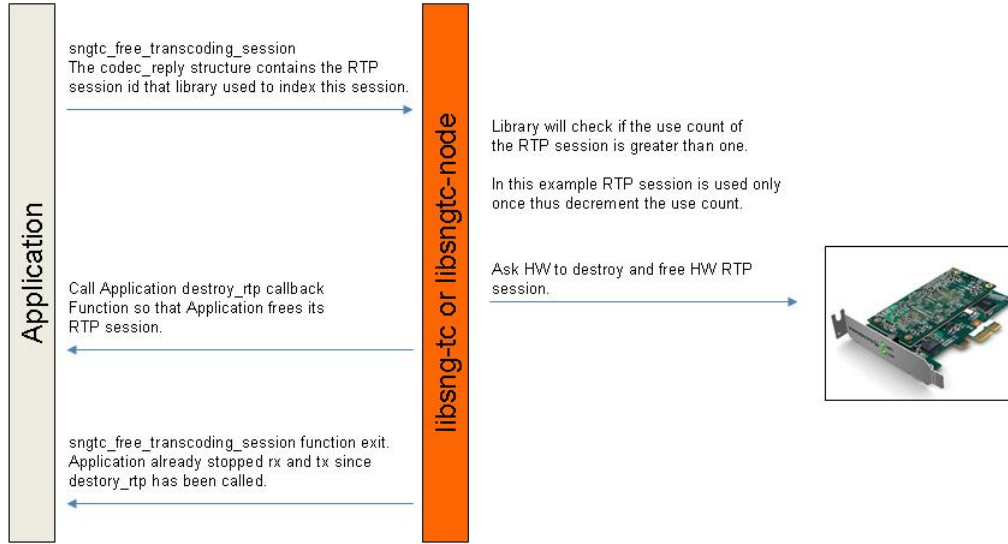 sngtc_free_transcoding_session
The codec_reply structure contains the RTP
session id that library used to index this session.
Library will check if the use count of
the RTP session is greater than one.
In this example RTP session is used only
once thus decrement the use count.
Application
libsng-tc or libsngtc-node
Ask HW to destroy and free HW RTP
session.
Call Application destroy_rtp callback
Function so that Application frees its
RTP session.
sngtc_free_transcoding_session function exit.
Application already stopped rx and tx since
destory_rtp has been called.